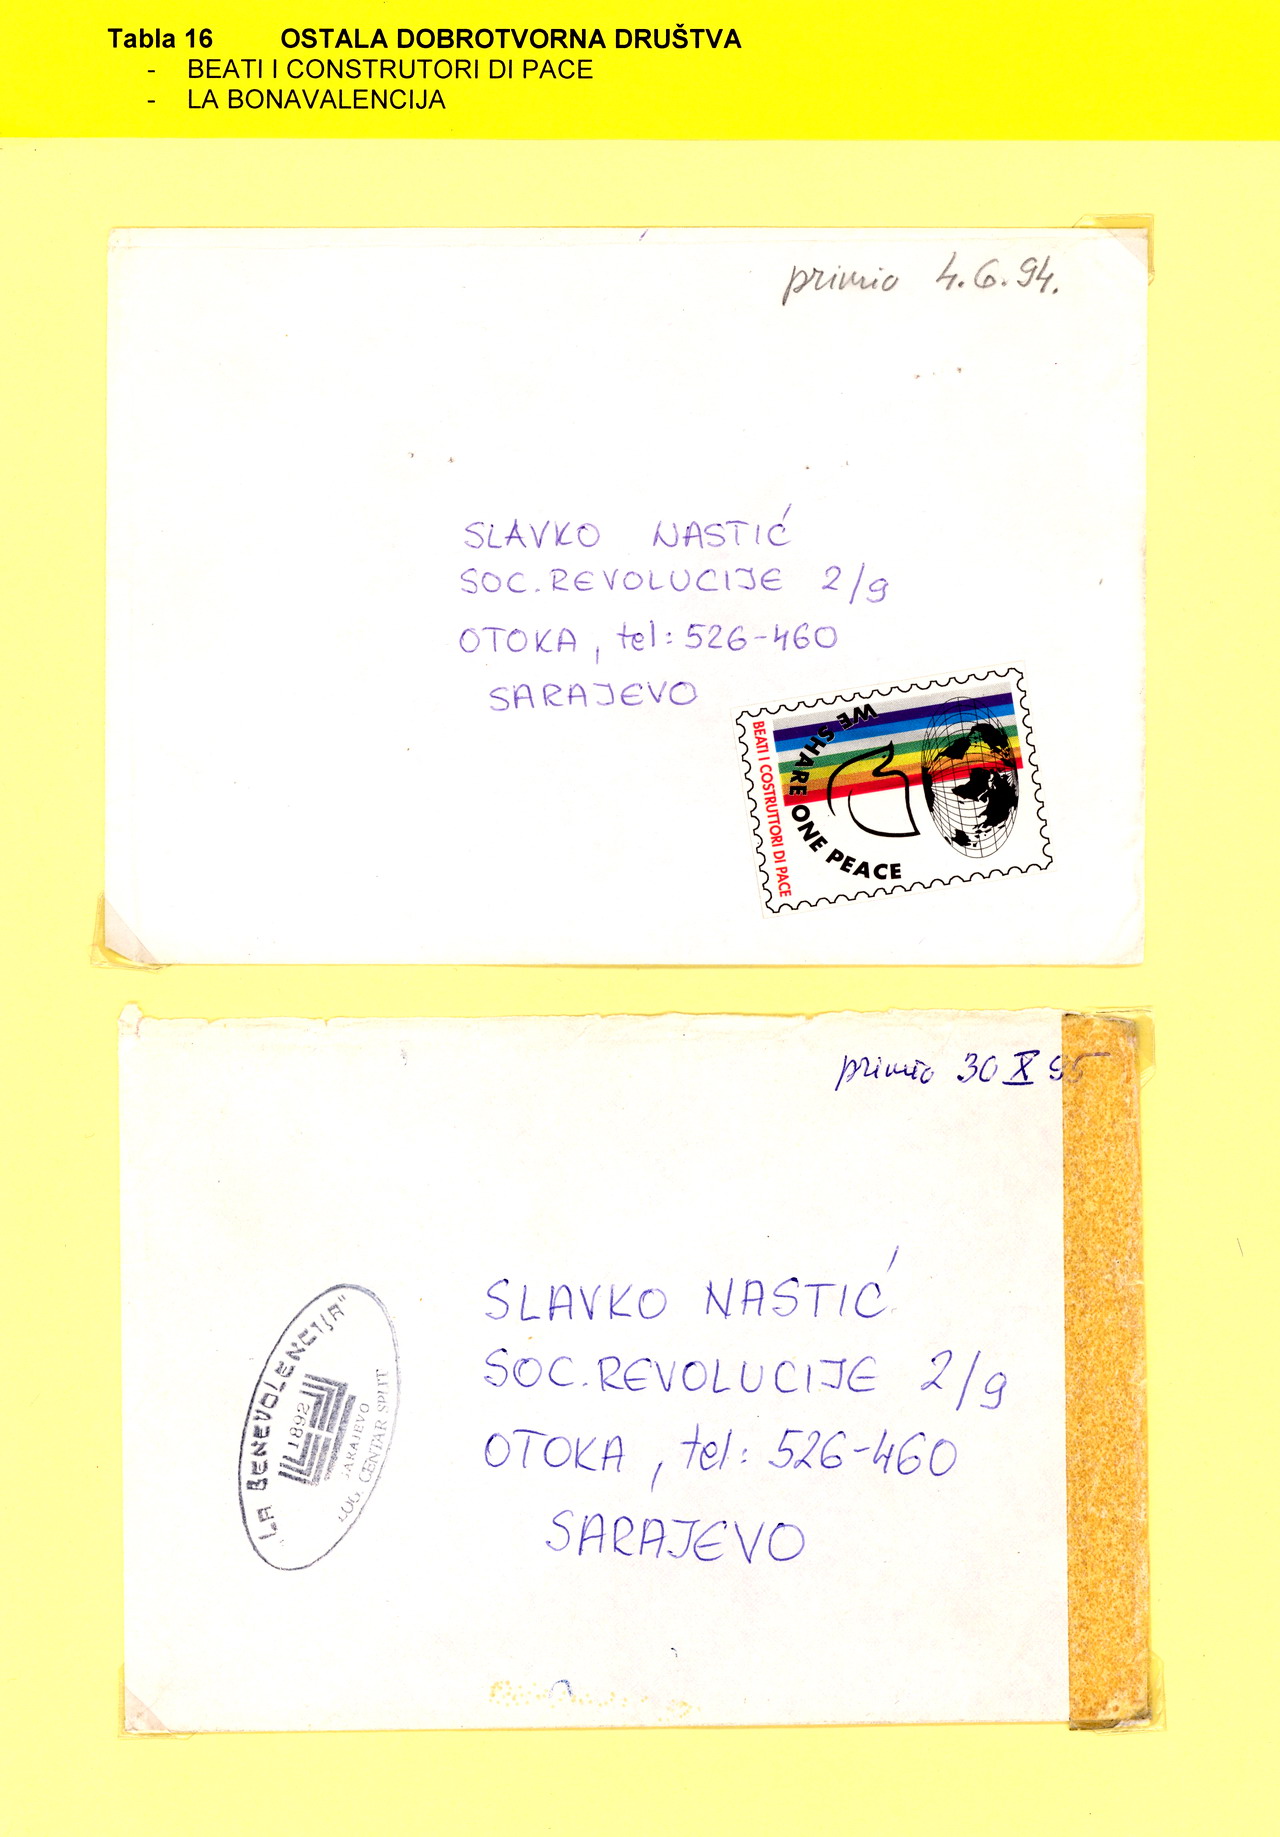 Tabla 16 OSTALA DOBROTVORNA DRUŠTVA
- BEATI I CONSTRUTORI DI PACE
- LA BONAVALENCIJA
primio 4.6.94.
SLAVKO NASTIĆ
SOC. REVOLUCIJE 2/g
OTOKA, tel: 526-460
SARAJEVO
BEATI I COSTRUTTORI DI PACE
WE SHARE ONE PEACE
primio 30 X 95
"LA BENEVOLENCIJA"
1892
SARAJEVO
LOG. CENTAR SPLIT
SLAVKO NASTIĆ
SOC. REVOLUCIJE 2/g
OTOKA, tel: 526-460
SARAJEVO